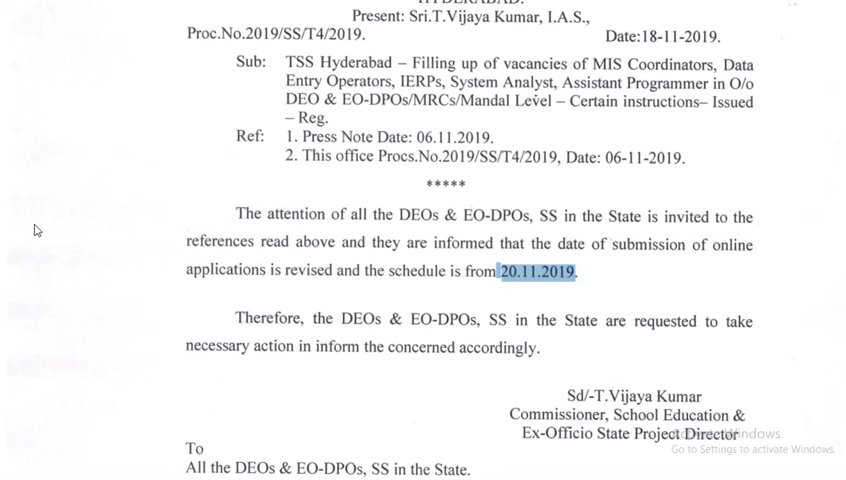 HYDERABAD.
Present: Sri.T.Vijaya Kumar, I.A.S.,
Proc.No.2019/SS/T4/2019. Date:18-11-2019.
Sub: TSS Hyderabad – Filling up of vacancies of MIS Coordinators, Data
Entry Operators, IERPs, System Analyst, Assistant Programmer in O/o
DEO & EO-DPOs/MRCs/Mandal Level – Certain instructions– Issued
– Reg.
Ref: 1. Press Note Date: 06.11.2019.
2. This office Procs.No.2019/SS/T4/2019, Date: 06-11-2019.
*****
The attention of all the DEOs & EO-DPOs, SS in the State is invited to the
references read above and they are informed that the date of submission of online
applications is revised and the schedule is from 20.11.2019.
Therefore, the DEOs & EO-DPOs, SS in the State are requested to take
necessary action in inform the concerned accordingly.
Sd/-T.Vijaya Kumar
Commissioner, School Education &
Ex-Officio State Project Director
Activate Windows
Go to Settings to activate Windows.
To
All the DEOs & EO-DPOs, SS in the State.